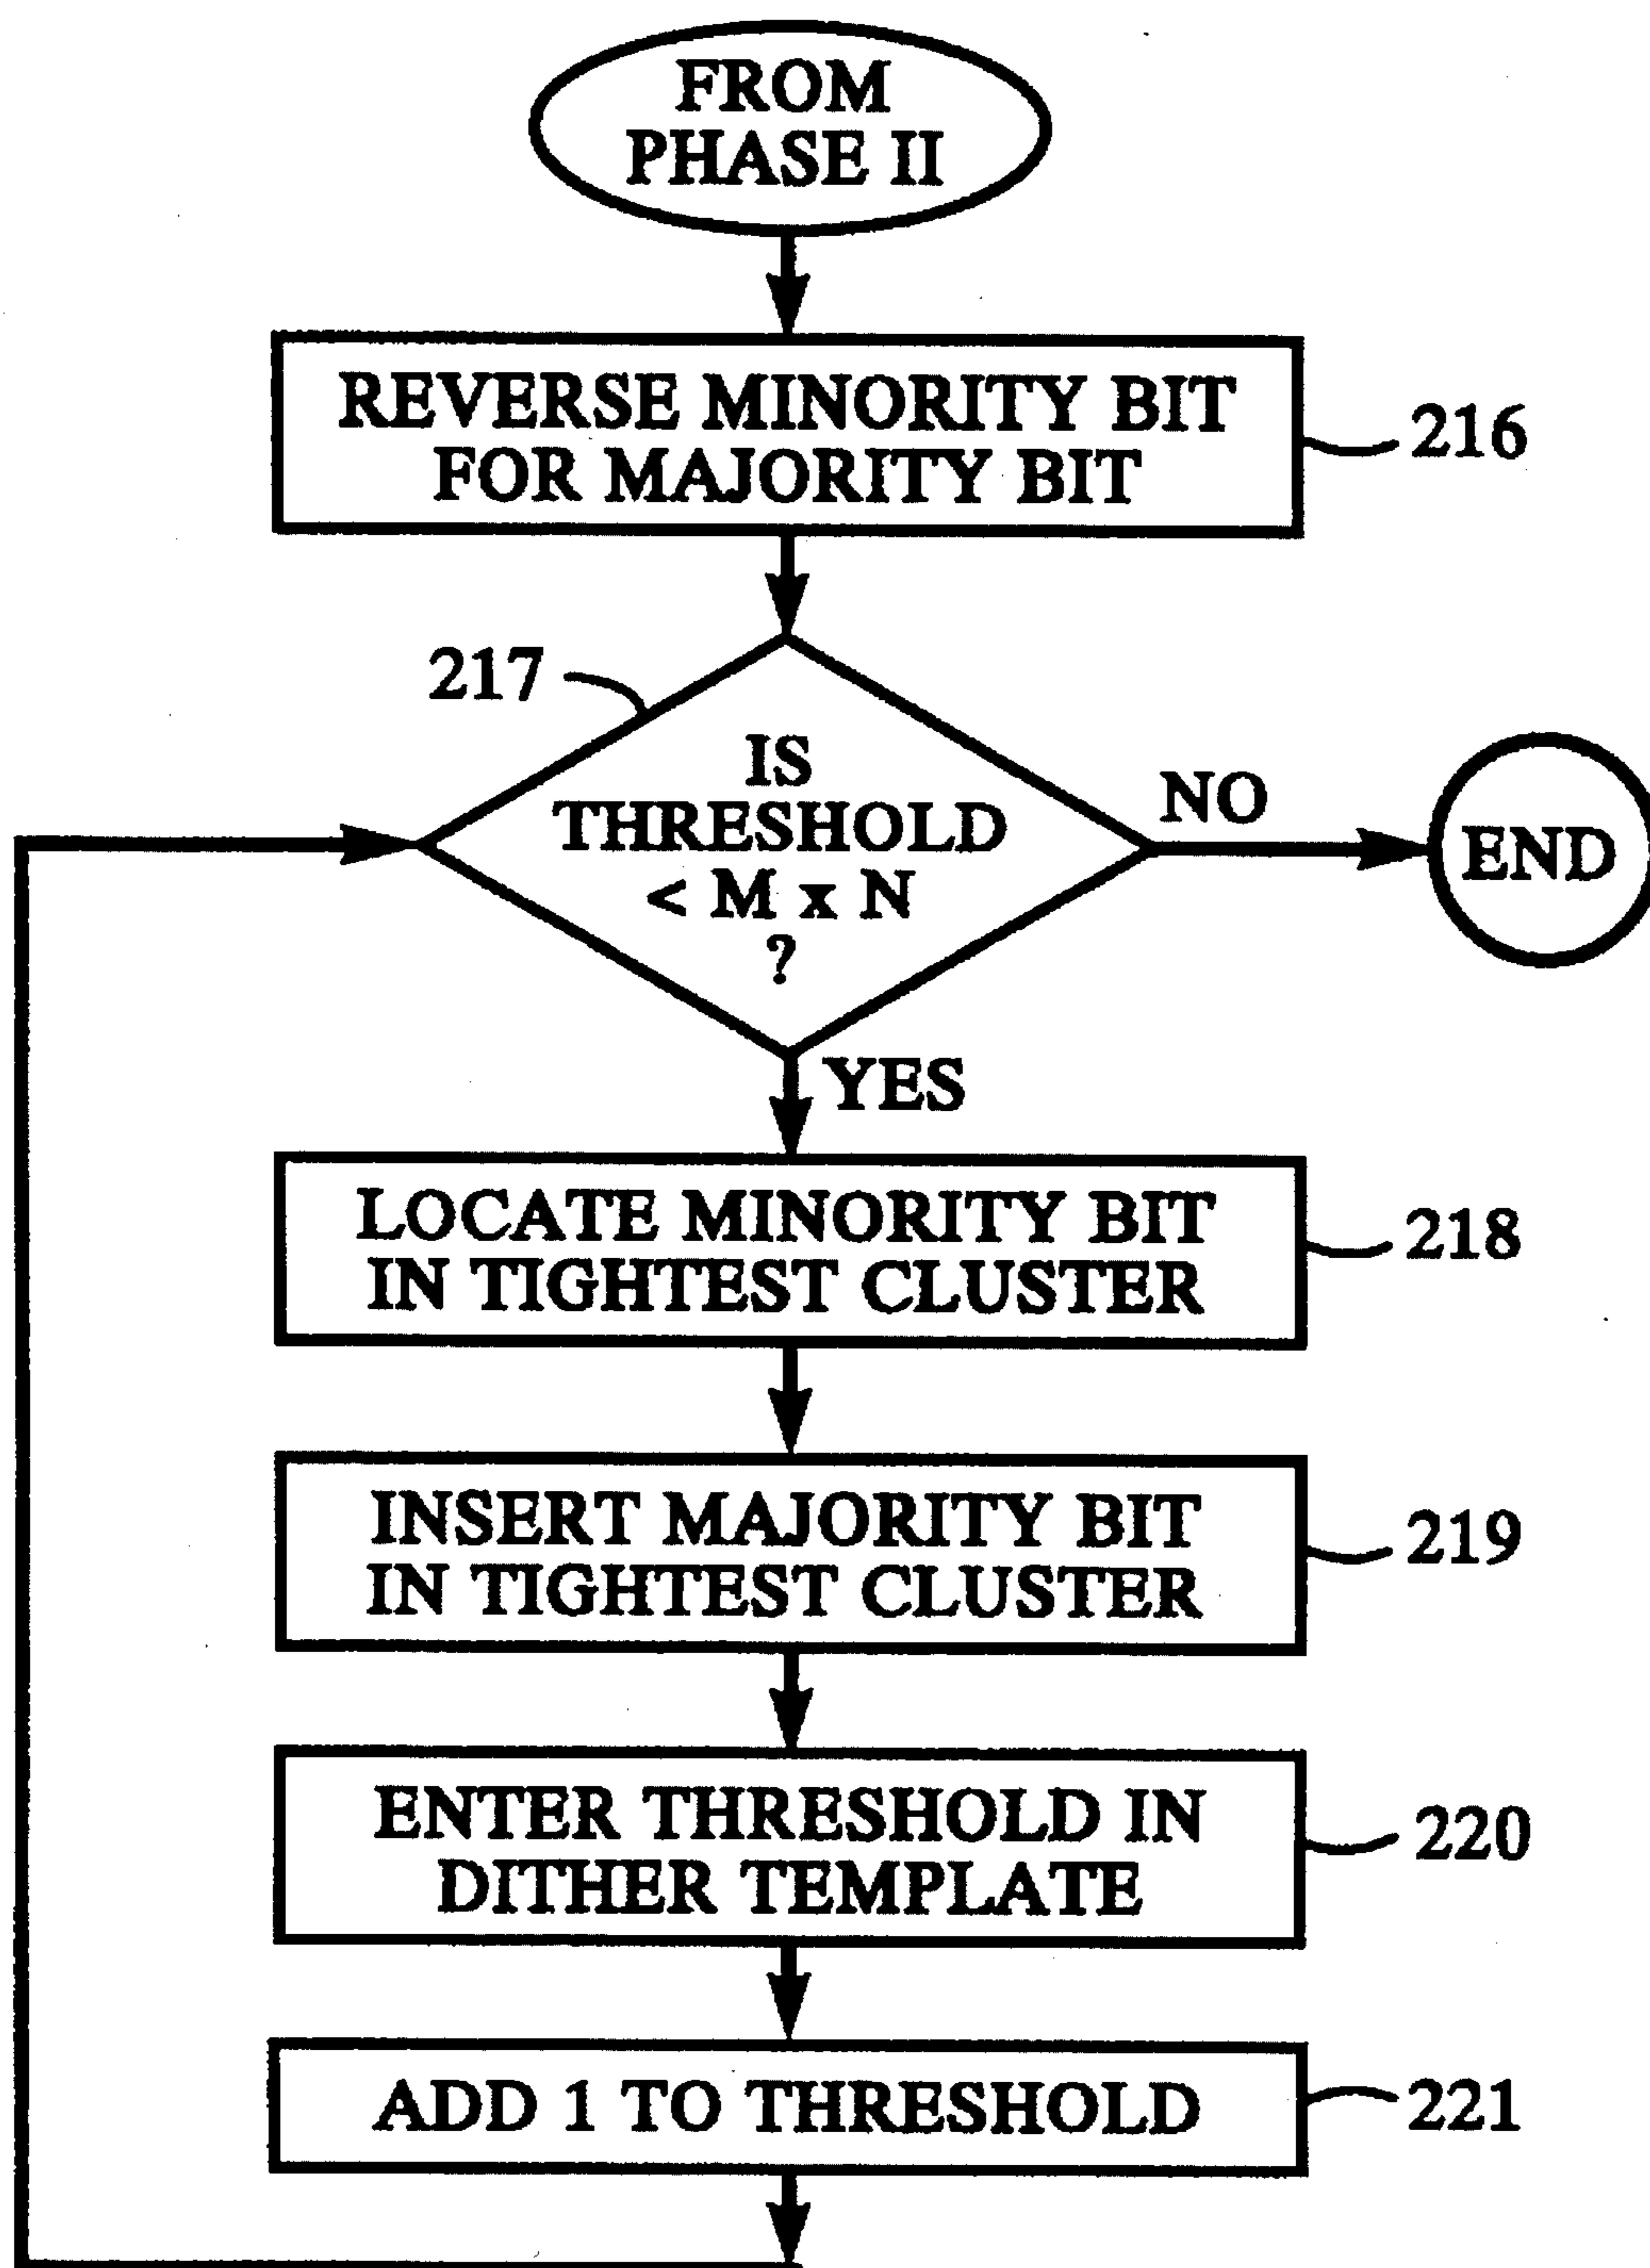 FROM
PHASE II
REVERSE MINORITY BIT
FOR MAJORITY BIT
216
217
IS
THRESHOLD
< M x N
?
NO
END
YES
LOCATE MINORITY BIT
IN TIGHTEST CLUSTER
218
INSERT MAJORITY BIT
IN TIGHTEST CLUSTER
219
ENTER THRESHOLD IN
DITHER TEMPLATE
220
ADD 1 TO THRESHOLD
221